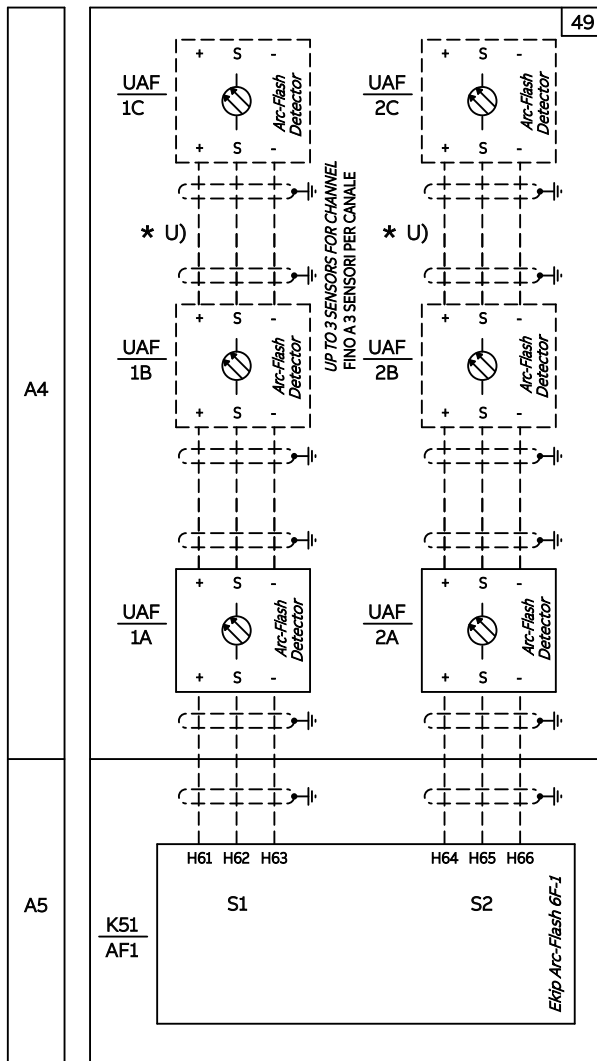 49
+ S - + S -
UAF
1C
Arc-Flash
Detector
UAF
2C
Arc-Flash
Detector
+ S - + S -
* U) * U)
UP TO 3 SENSORS FOR CHANNEL
FINO A 3 SENSORI PER CANALE
+ S - + S -
UAF
1B
Arc-Flash
Detector
UAF
2B
Arc-Flash
Detector
+ S - + S -
A4
+ S - + S -
UAF
1A
Arc-Flash
Detector
UAF
2A
Arc-Flash
Detector
+ S - + S -
H61 H62 H63 H64 H65 H66
A5
S1 S2
K51
AF1
Ekip Arc-Flash 6F-1